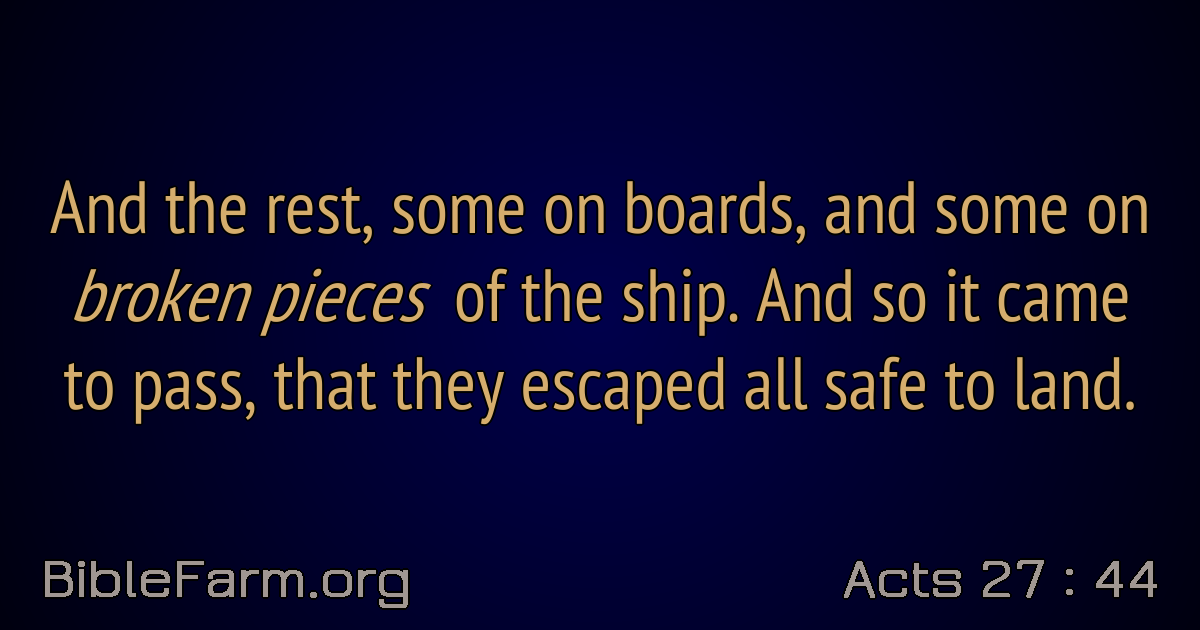 And the rest, some on boards, and some on
broken pieces of the ship. And so it came
to pass, that they escaped all safe to land.
BibleFarm.org
Acts 27 : 44